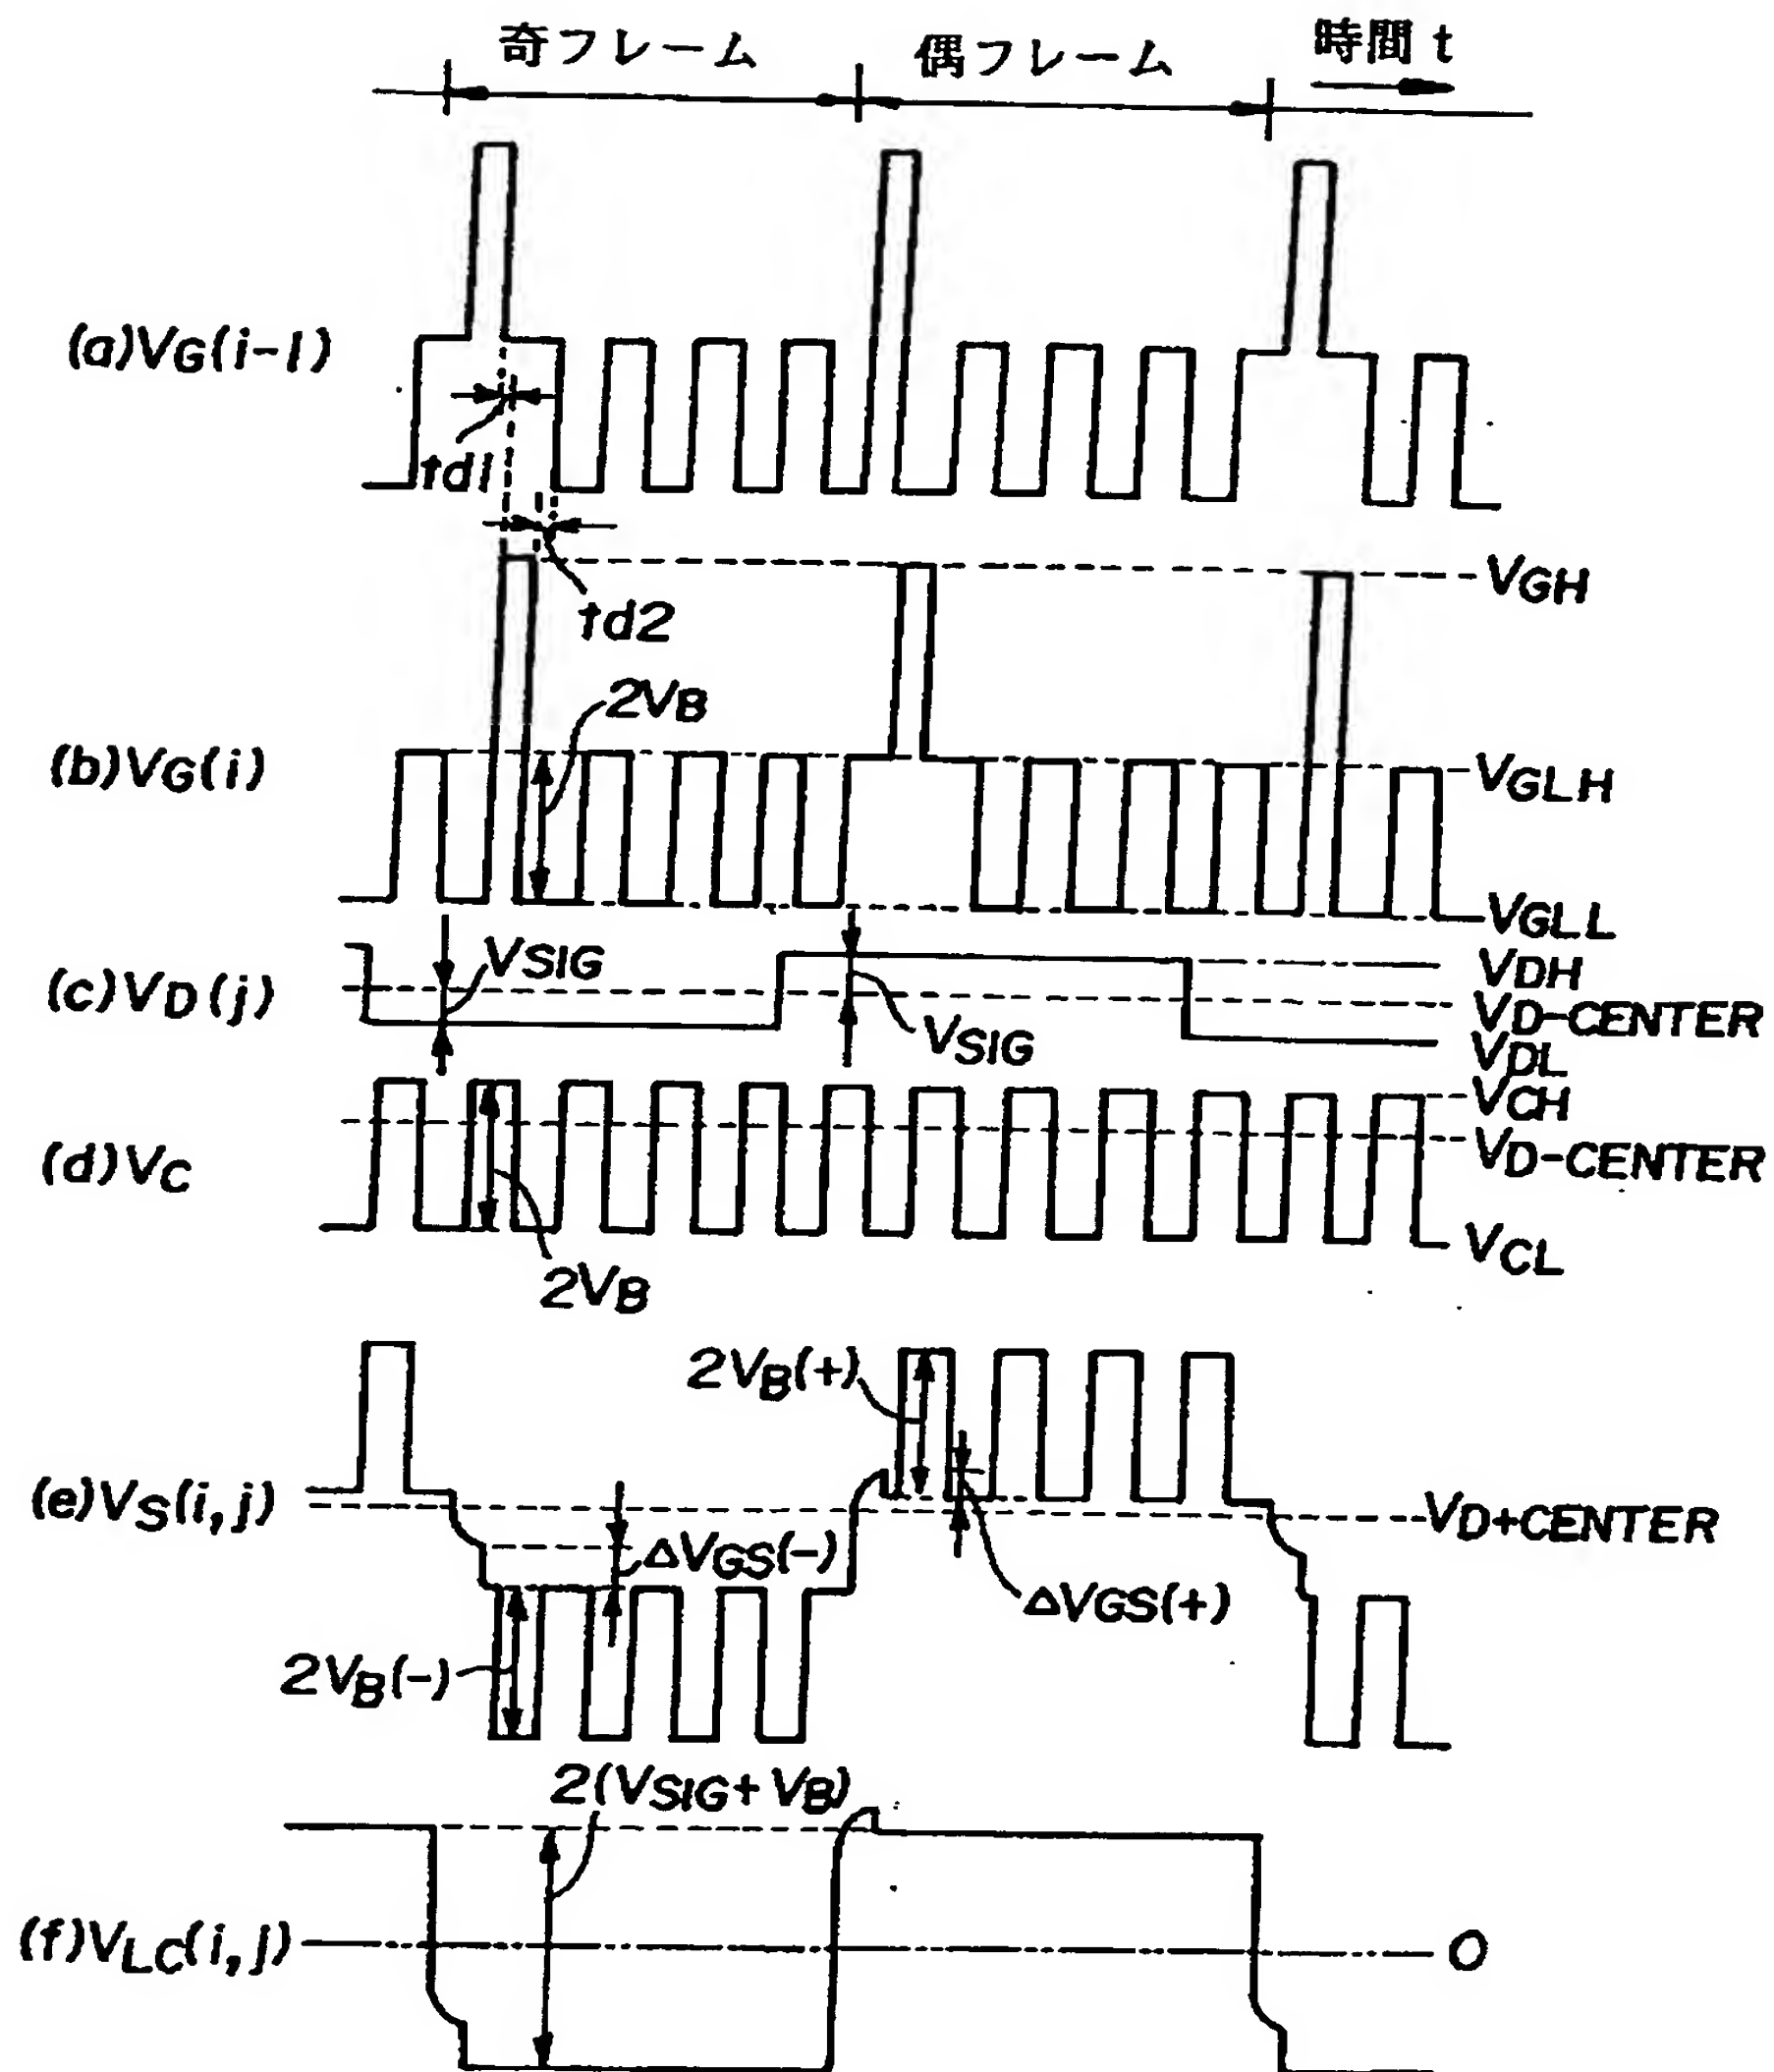 奇フレーム 偶フレーム 時間 t
(a)VG(i-1)
td1
VGH
td2
2VB
(b)VG(i)
VGLH
VGLL
VSIG
VDH
(c)VD(j)
VD-CENTER
VSIG
VDL
VCH
(d)VC
VD-CENTER
VCL
2VB
2VB(+)
(e)VS(i,j)
VD+CENTER
ΔVGS(-)
ΔVGS(+)
2VB(-)
2(VSIG+VB)
(f)VLC(i,j)
0